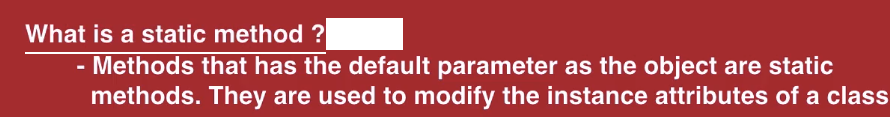 What is a static method ?
- Methods that has the default parameter as the object are static
methods. They are used to modify the instance attributes of a class